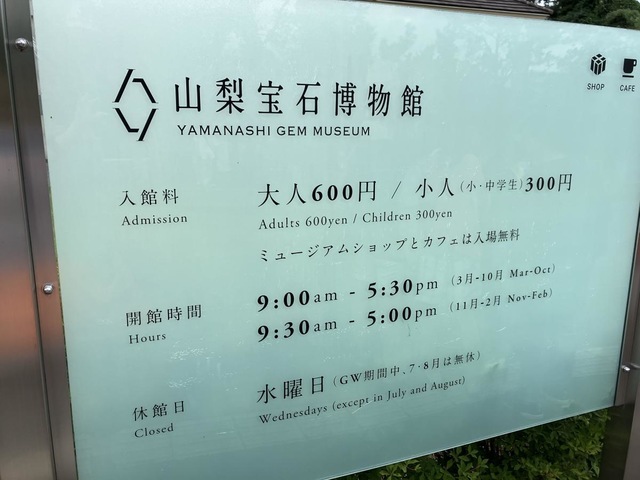 山梨宝石博物館
YAMANASHI GEM MUSEUM
SHOP
CAFE
入館料
Admission
大人600円 / 小人(小・中学生)300円
Adults 600yen / Children 300yen
ミュージアムショップとカフェは入場無料
開館時間
Hours
9:00am - 5:30pm (3月-10月 Mar-Oct)
9:30am - 5:00pm (11月-2月 Nov-Feb)
休館日
Closed
水曜日(GW期間中、7・8月は無休)
Wednesdays (except in July and August)